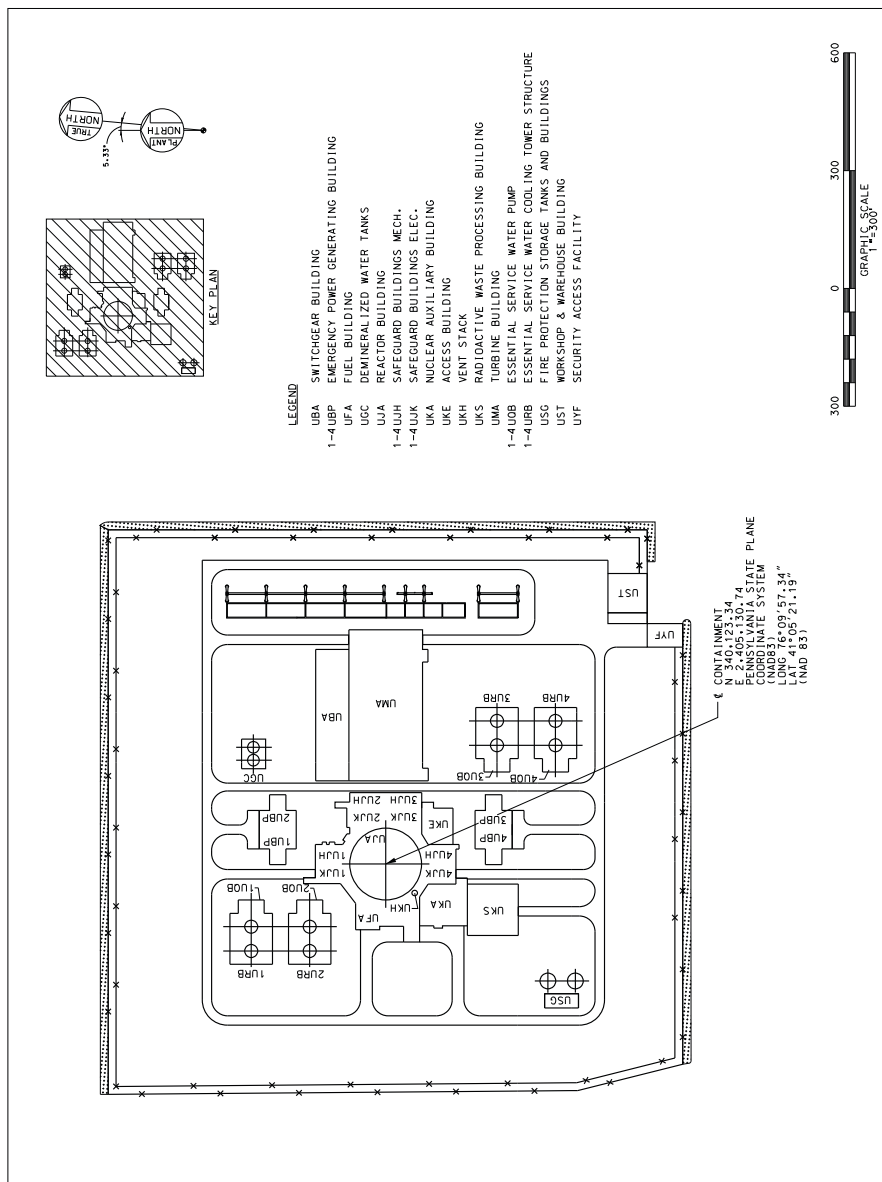 TRUE
NORTH
PLANT
NORTH
5.33°
KEY PLAN
LEGEND
UBA SWITCHGEAR BUILDING
1-4UBP EMERGENCY POWER GENERATING BUILDING
UFA FUEL BUILDING
UGC DEMINERALIZED WATER TANKS
UJA REACTOR BUILDING
1-4UJH SAFEGUARD BUILDINGS MECH.
1-4UJK SAFEGUARD BUILDINGS ELEC.
UKA NUCLEAR AUXILIARY BUILDING
UKE ACCESS BUILDING
UKH VENT STACK
UKS RADIOACTIVE WASTE PROCESSING BUILDING
UMA TURBINE BUILDING
1-4UQB ESSENTIAL SERVICE WATER PUMP
1-4URB ESSENTIAL SERVICE WATER COOLING TOWER STRUCTURE
USG FIRE PROTECTION STORAGE TANKS AND BUILDINGS
UST WORKSHOP & WAREHOUSE BUILDING
UYF SECURITY ACCESS FACILITY
300
0
300
600
GRAPHIC SCALE
1"=300'
UST
UYF
UBA
UMA
UGC
3URB
4URB
3UQB
4UQB
2UBP
1UBP
2UJH
3UJH
2UJK
3UJK
UJA
UKE
1UJH
1UJK
4UJH
4UJK
3UBP
4UBP
1UQB
2UQB
1URB
2URB
UFA
UKH
UKA
UKS
USG
℄ CONTAINMENT
N 340,123.34
E 2,405,130.74
PENNSYLVANIA STATE PLANE
COORDINATE SYSTEM
(NAD83)
LONG 76°09'57.34"
LAT 41°05'21.19"
(NAD 83)